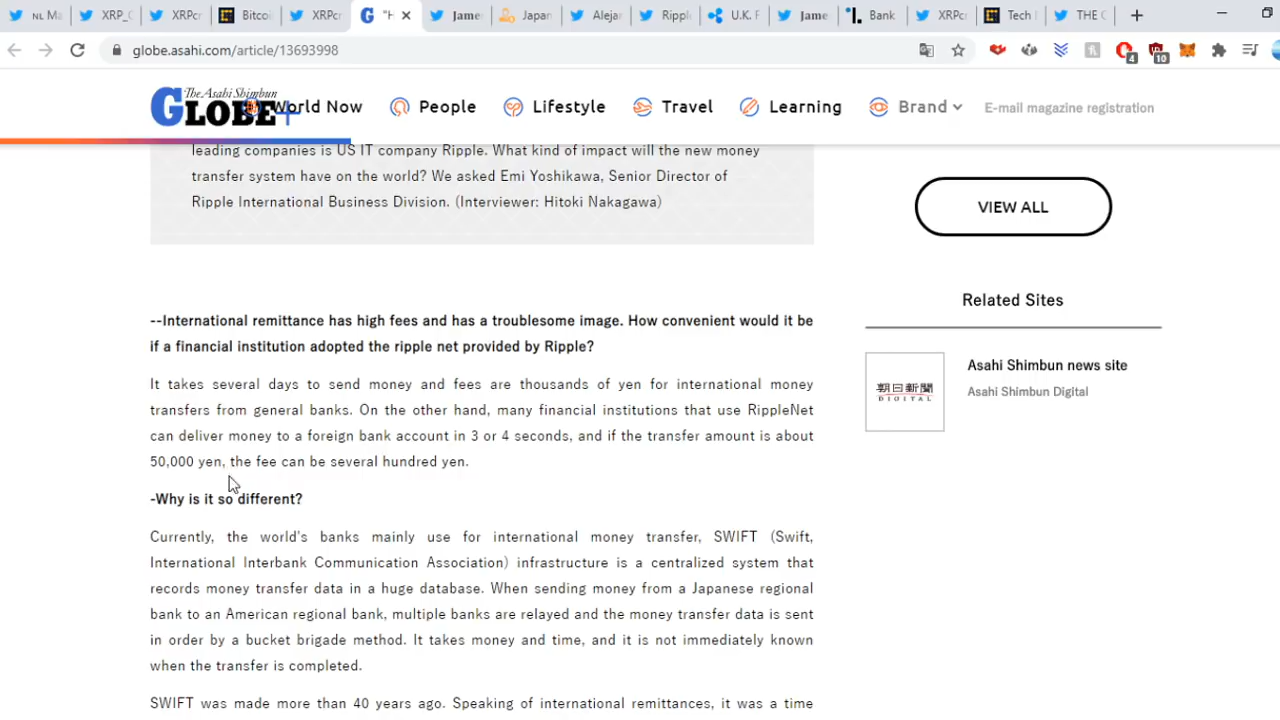 NL Ma
XRP_C
XRPcr
Bitcoi
XRPcr
"H
Jame
Japan
Alejar
Ripple
U.K. F
Jame
Bank
XRPcr
Tech
THE C
globe.asahi.com/article/13693998
4
10
The Asahi Shimbun
GLOBE+
World Now
People
Lifestyle
Travel
Learning
Brand
E-mail magazine registration
leading companies is US IT company Ripple. What kind of impact will the new money
transfer system have on the world? We asked Emi Yoshikawa, Senior Director of
Ripple International Business Division. (Interviewer: Hitoki Nakagawa)
VIEW ALL
--International remittance has high fees and has a troublesome image. How convenient would it be
if a financial institution adopted the ripple net provided by Ripple?
It takes several days to send money and fees are thousands of yen for international money
transfers from general banks. On the other hand, many financial institutions that use RippleNet
can deliver money to a foreign bank account in 3 or 4 seconds, and if the transfer amount is about
50,000 yen, the fee can be several hundred yen.
-Why is it so different?
Currently, the world's banks mainly use for international money transfer, SWIFT (Swift,
International Interbank Communication Association) infrastructure is a centralized system that
records money transfer data in a huge database. When sending money from a Japanese regional
bank to an American regional bank, multiple banks are relayed and the money transfer data is sent
in order by a bucket brigade method. It takes money and time, and it is not immediately known
when the transfer is completed.
SWIFT was made more than 40 years ago. Speaking of international remittances, it was a time
Related Sites
朝日新聞
DIGITAL
Asahi Shimbun news site
Asahi Shimbun Digital